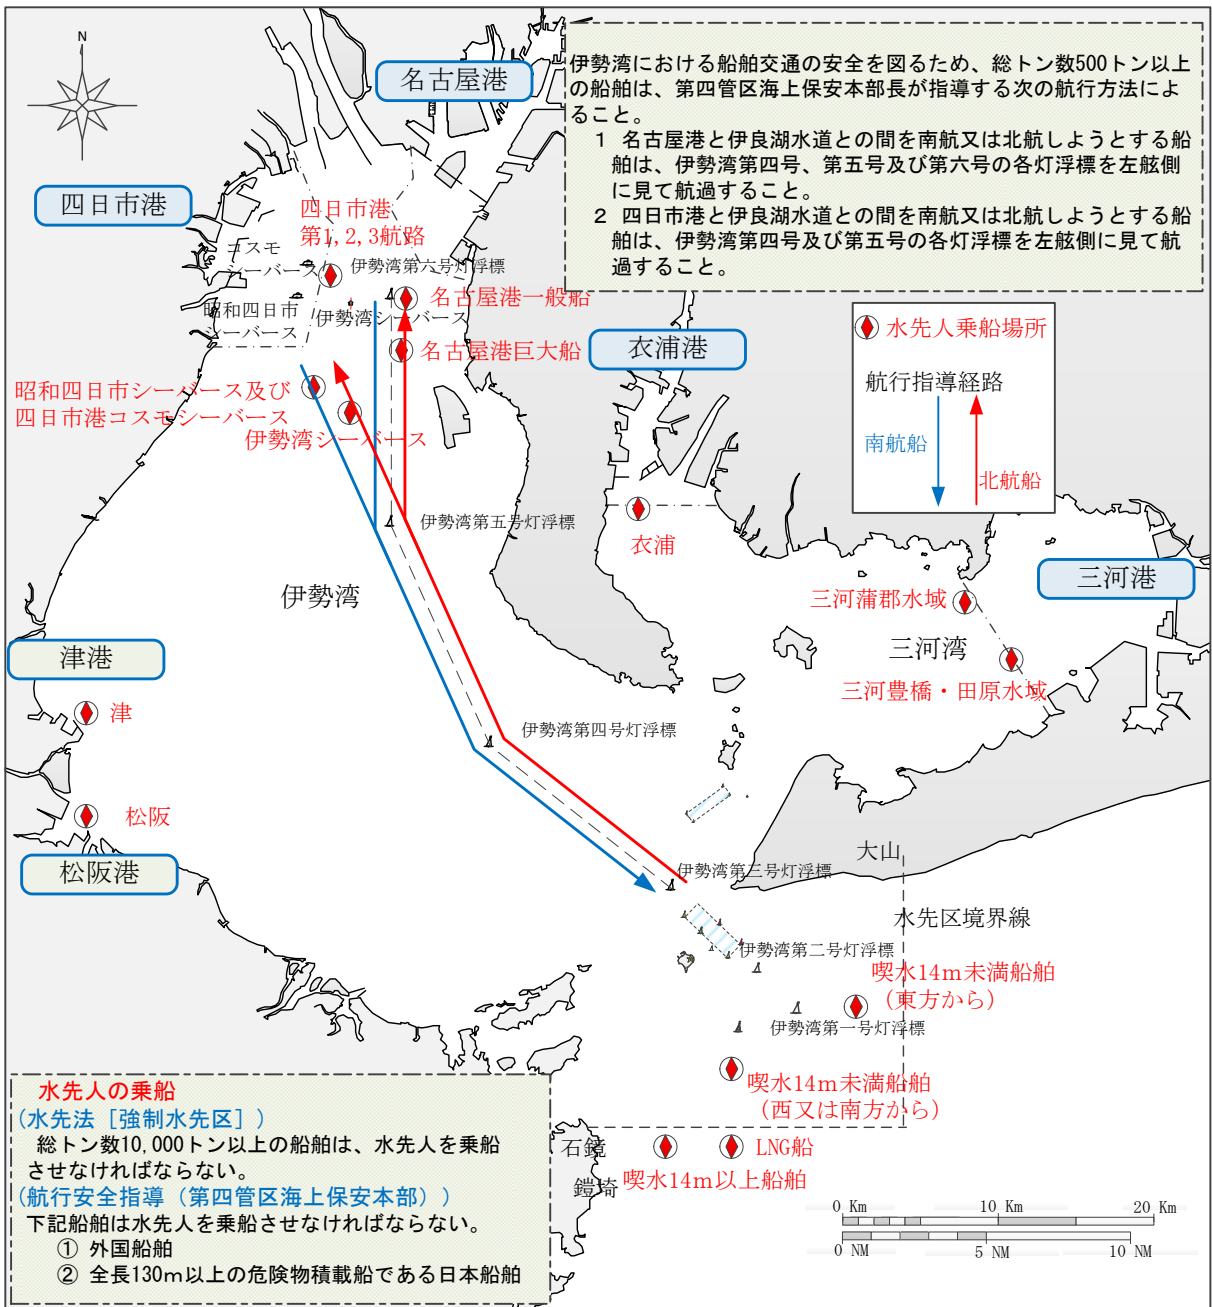 N
名古屋港
伊勢湾における船舶交通の安全を図るため、総トン数500トン以上
の船舶は、第四管区海上保安本部長が指導する次の航行方法によ
ること。
1 名古屋港と伊良湖水道との間を南航又は北航しようとする船
舶は、伊勢湾第四号、第五号及び第六号の各灯浮標を左舷側
に見て航過すること。
2 四日市港と伊良湖水道との間を南航又は北航しようとする船
舶は、伊勢湾第四号及び第五号の各灯浮標を左舷側に見て航
過すること。
四日市港
四日市港
第1,2,3航路
コスモ
シーバース
伊勢湾第六号灯浮標
名古屋港一般船
昭和四日市
シーバース
伊勢湾シーバース
名古屋港巨大船
衣浦港
水先人乗船場所
航行指導経路
南航船
北航船
昭和四日市シーバース及び
四日市港コスモシーバース
伊勢湾シーバース
伊勢湾第五号灯浮標
衣浦
伊勢湾
三河港
三河蒲郡水域
三河湾
三河豊橋・田原水域
津港
津
伊勢湾第四号灯浮標
松阪
松阪港
大山
伊勢湾第三号灯浮標
水先区境界線
伊勢湾第二号灯浮標
喫水14m未満船舶
(東方から)
伊勢湾第一号灯浮標
喫水14m未満船舶
(西又は南方から)
石鏡
LNG船
喫水14m以上船舶
鎧埼
水先人の乗船
(水先法[強制水先区])
総トン数10,000トン以上の船舶は、水先人を乗船
させなければならない。
(航行安全指導(第四管区海上保安本部))
下記船舶は水先人を乗船させなければならない。
① 外国船舶
② 全長130m以上の危険物積載船である日本船舶
0 Km 10 Km 20 Km
0 NM 5 NM 10 NM